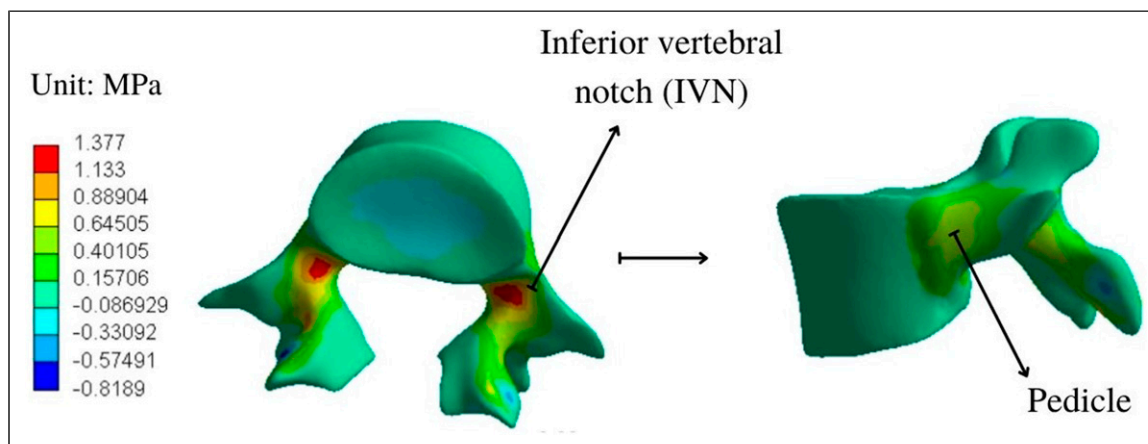 Inferior vertebral
notch (IVN)
Unit: MPa
1.377
1.133
0.88904
0.64505
0.40105
0.15706
-0.086929
-0.33092
-0.57491
-0.8189
Pedicle